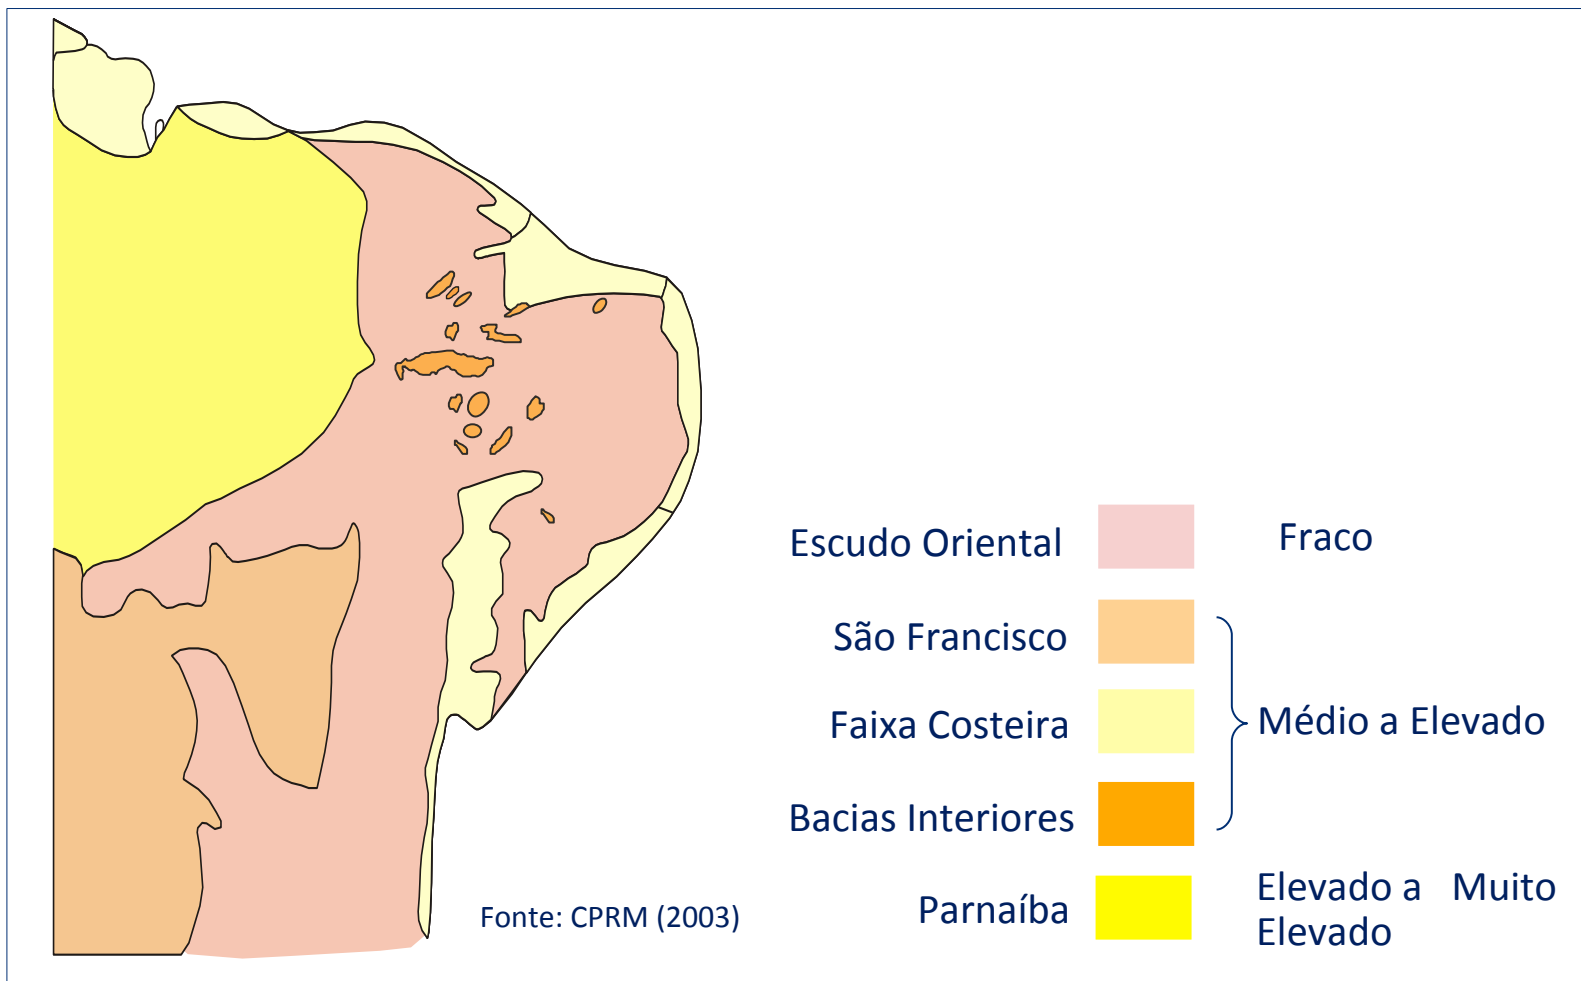 Escudo Oriental
Fraco
São Francisco
Faixa Costeira
Médio a Elevado
Bacias Interiores
Parnaíba
Elevado a Muito
Elevado
Fonte: CPRM (2003)